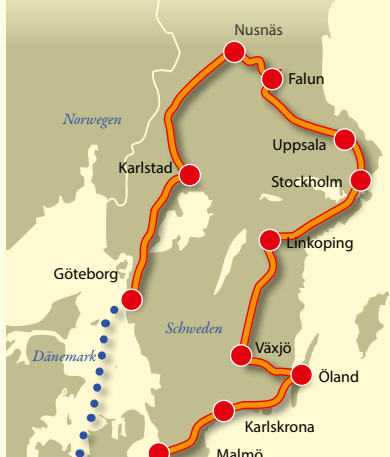 Nusnäs
Falun
Norwegen
Uppsala
Karlstad
Stockholm
Linkoping
Göteborg
Schweden
Växjö
Dänemark
Öland
Karlskrona
Malmö